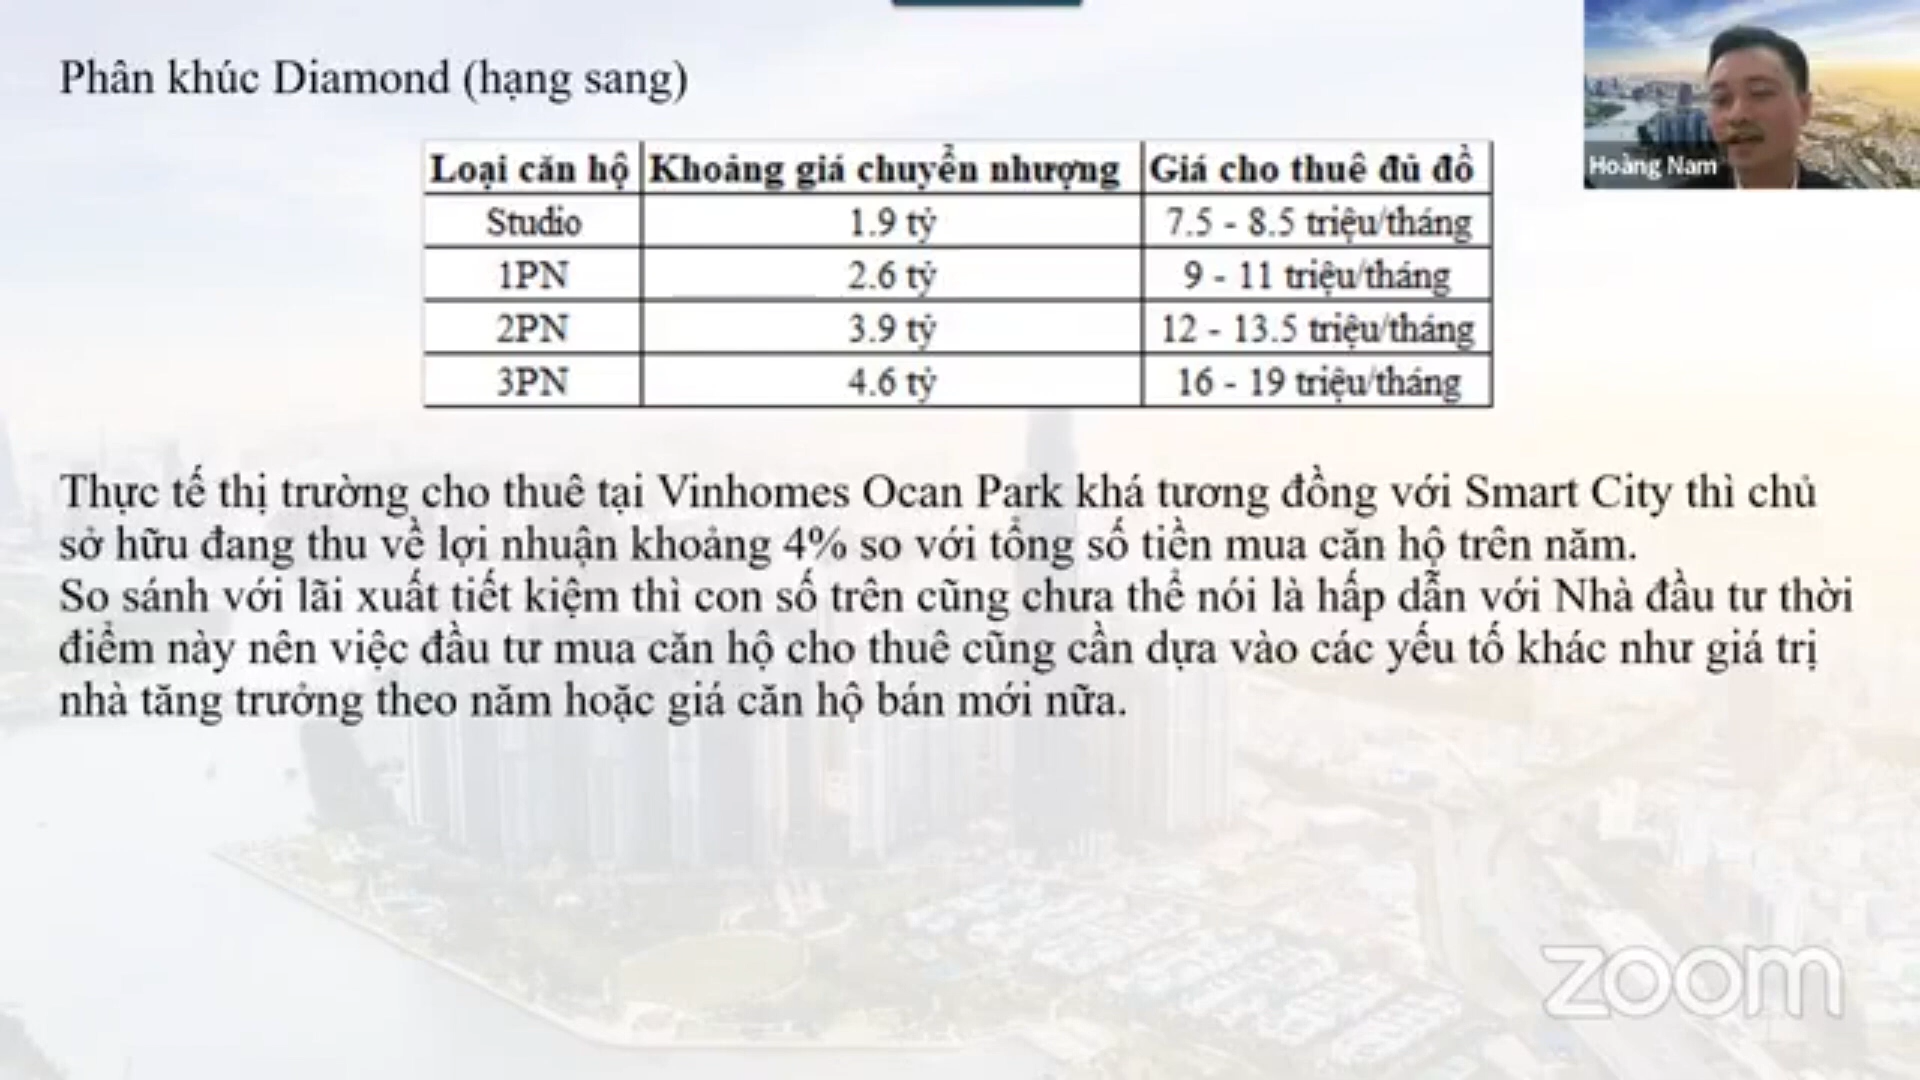 Phân khúc Diamond (hạng sang)
Hoàng Nam
Loại căn hộ Khoảng giá chuyển nhượng Giá cho thuê đủ đồ
Studio 1.9 tỷ 7.5 - 8.5 triệu/tháng
1PN 2.6 tỷ 9 - 11 triệu/tháng
2PN 3.9 tỷ 12 - 13.5 triệu/tháng
3PN 4.6 tỷ 16 - 19 triệu/tháng
Thực tế thị trường cho thuê tại Vinhomes Ocan Park khá tương đồng với Smart City thì chủ
sở hữu đang thu về lợi nhuận khoảng 4% so với tổng số tiền mua căn hộ trên năm.
So sánh với lãi xuất tiết kiệm thì con số trên cũng chưa thể nói là hấp dẫn với Nhà đầu tư thời
điểm này nên việc đầu tư mua căn hộ cho thuê cũng cần dựa vào các yếu tố khác như giá trị
nhà tăng trưởng theo năm hoặc giá căn hộ bán mới nữa.
zoom